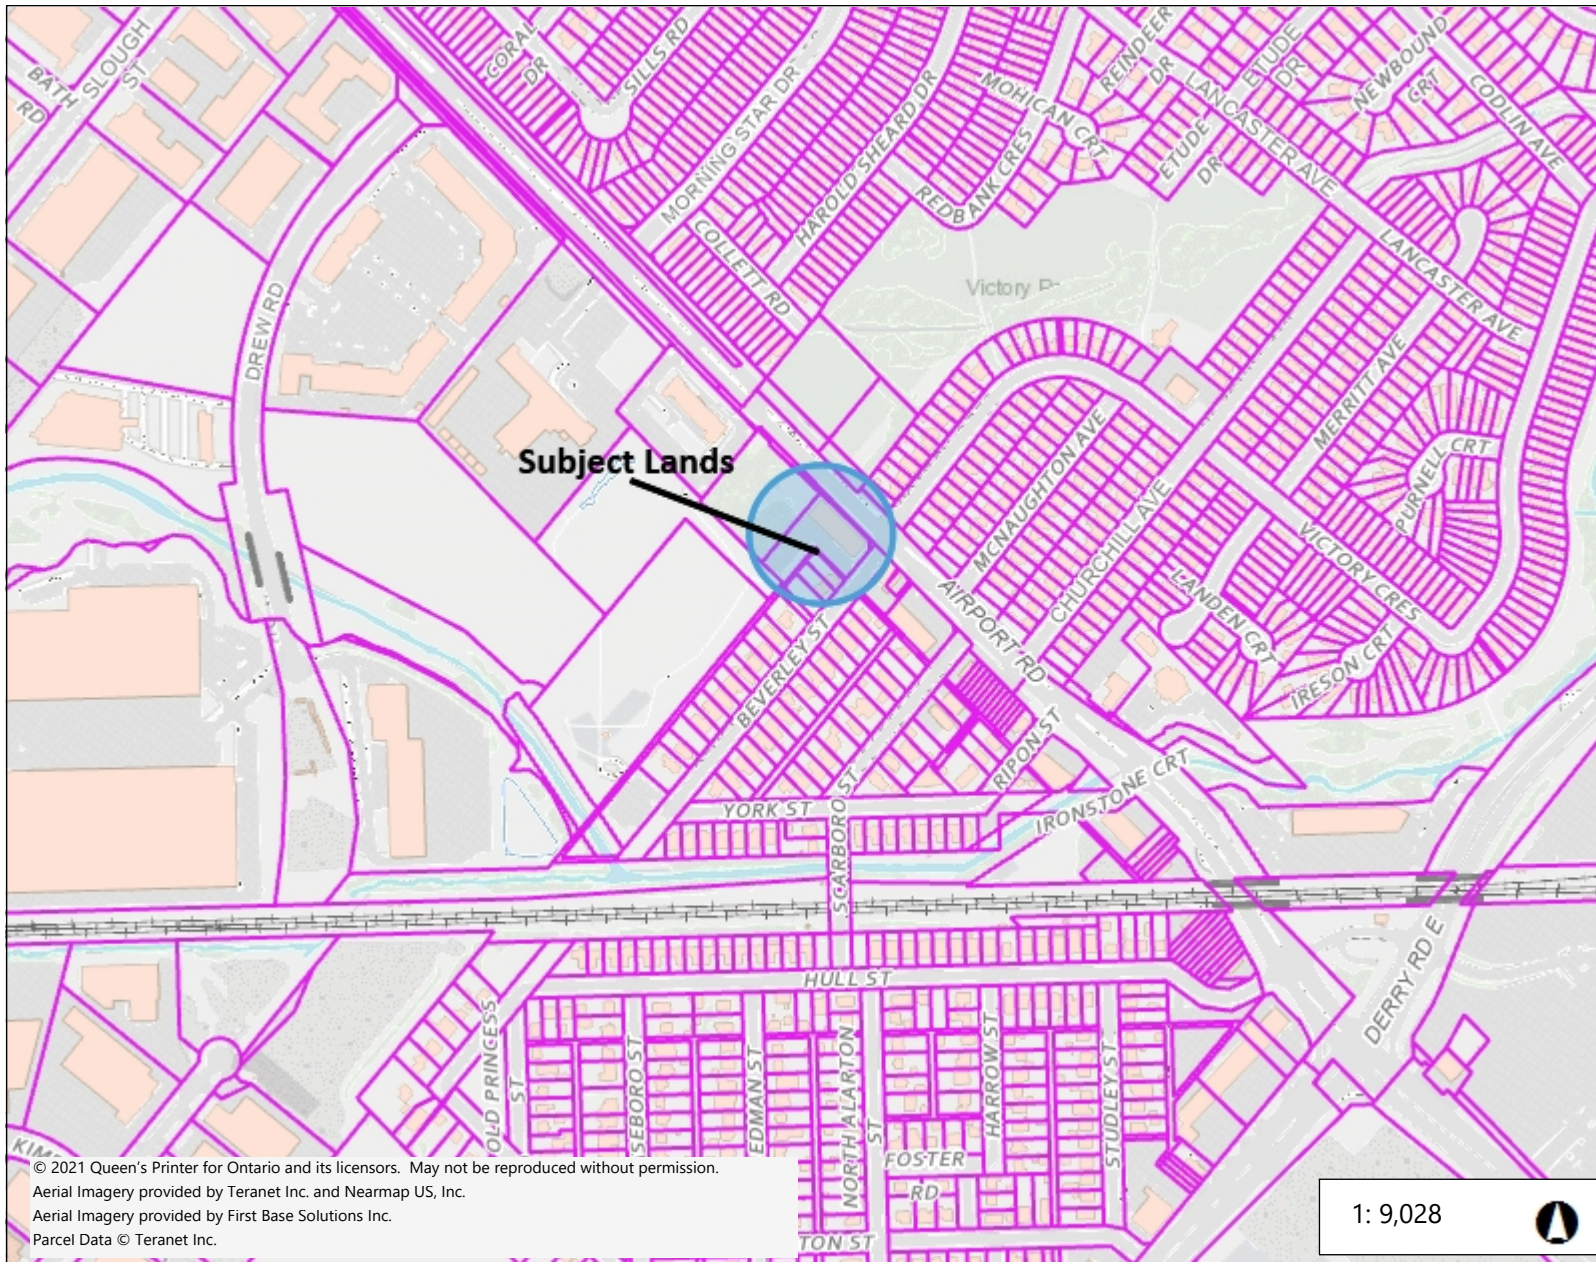 CORAL
DR
SILLS RD
SLOUGH
ST
BATH
RD
REINDEER
DR
ETUDE
DR
NEWBOUND
CRT
CODLIN AVE
MOHICAN CRT
LANCASTER AVE
MORNING STAR DR
HAROLD SHEARD DR
REDBANK CRES
ETUDE
DR
COLLETT RD
LANCASTER AVE
Victory
DREW RD
MERRITT AVE
PURNELL CRT
MCNAUGHTON AVE
Subject Lands
CHURCHILL AVE
VICTORY CRES
LANDEN CRT
AIRPORT RD
IRESON CRT
BEVERLEY ST
RIPON ST
IRONSTONE CRT
YORK ST
SCARBORO ST
DERRY RD E
HULL ST
OLD PRINCESS
ST
SEBORO ST
EDMAN ST
NORTH ALARTON
ST
HARROW ST
STUDLEY ST
FOSTER
RD
KIM
TON ST
© 2021 Queen's Printer for Ontario and its licensors. May not be reproduced without permission.
Aerial Imagery provided by Teranet Inc. and Nearmap US, Inc.
Aerial Imagery provided by First Base Solutions Inc.
Parcel Data © Teranet Inc.
1: 9,028